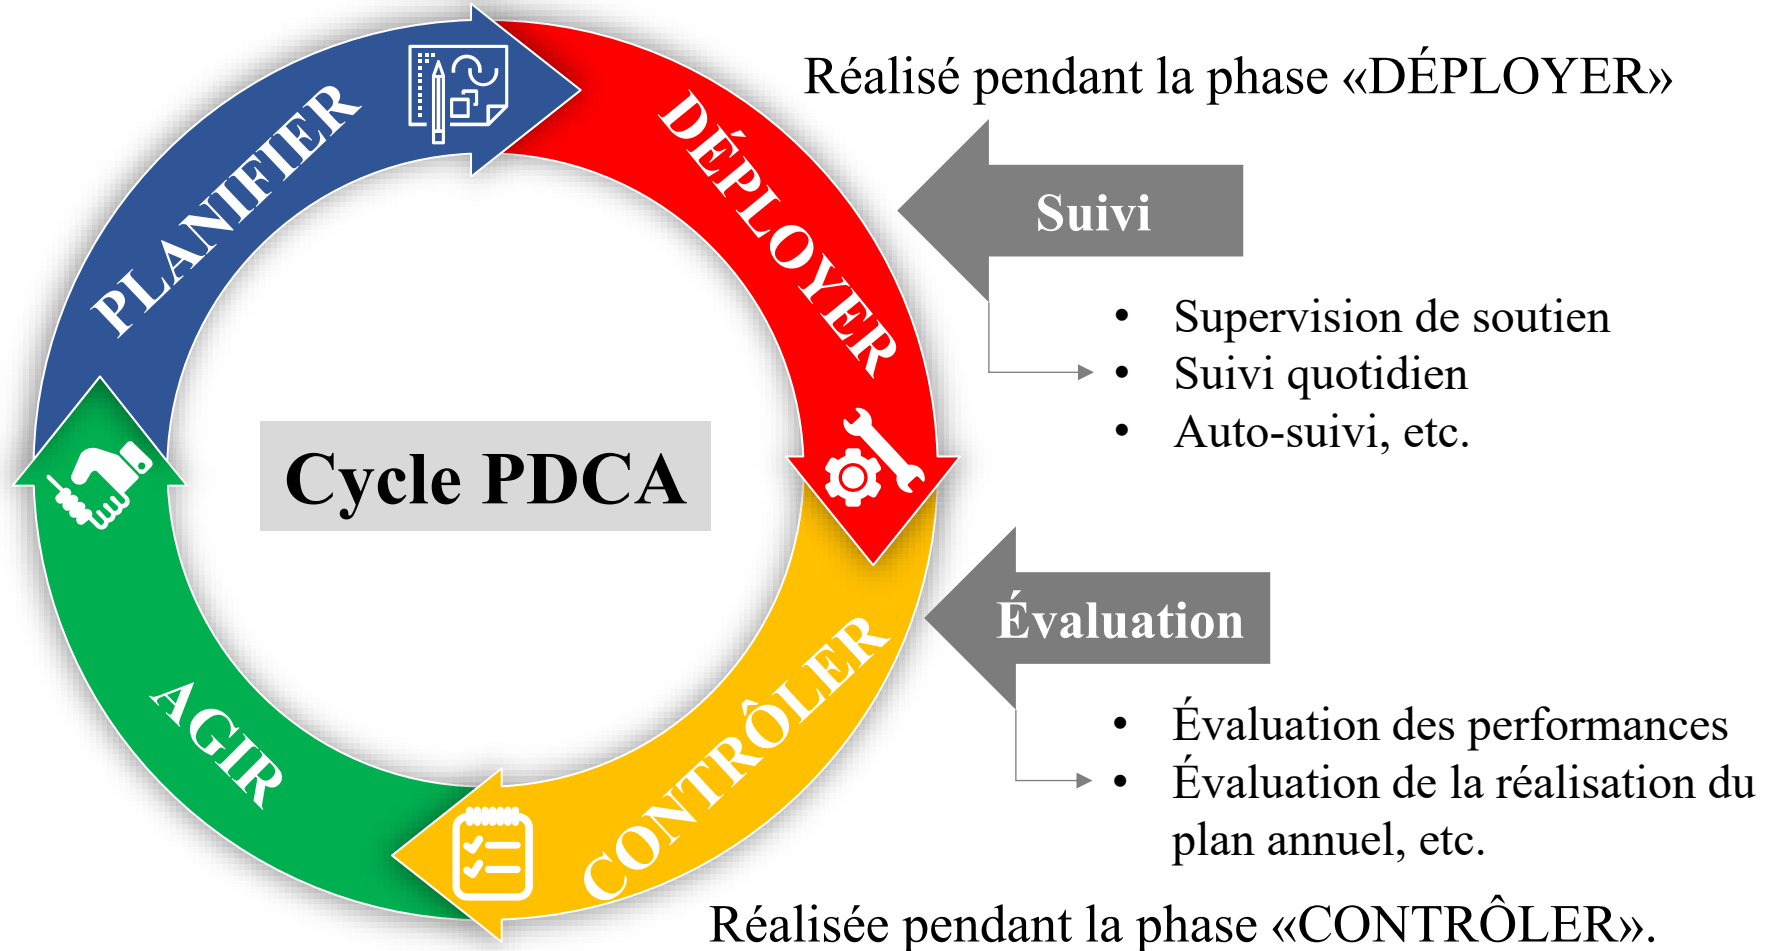 Réalisé pendant la phase «DÉPLOYER»
PLANIFIER
DÉPLOYER
Suivi
• Supervision de soutien
• Suivi quotidien
• Auto-suivi, etc.
Cycle PDCA
Évaluation
CONTRÔLER
AGIR
• Évaluation des performances
• Évaluation de la réalisation du
plan annuel, etc.
Réalisée pendant la phase «CONTRÔLER».